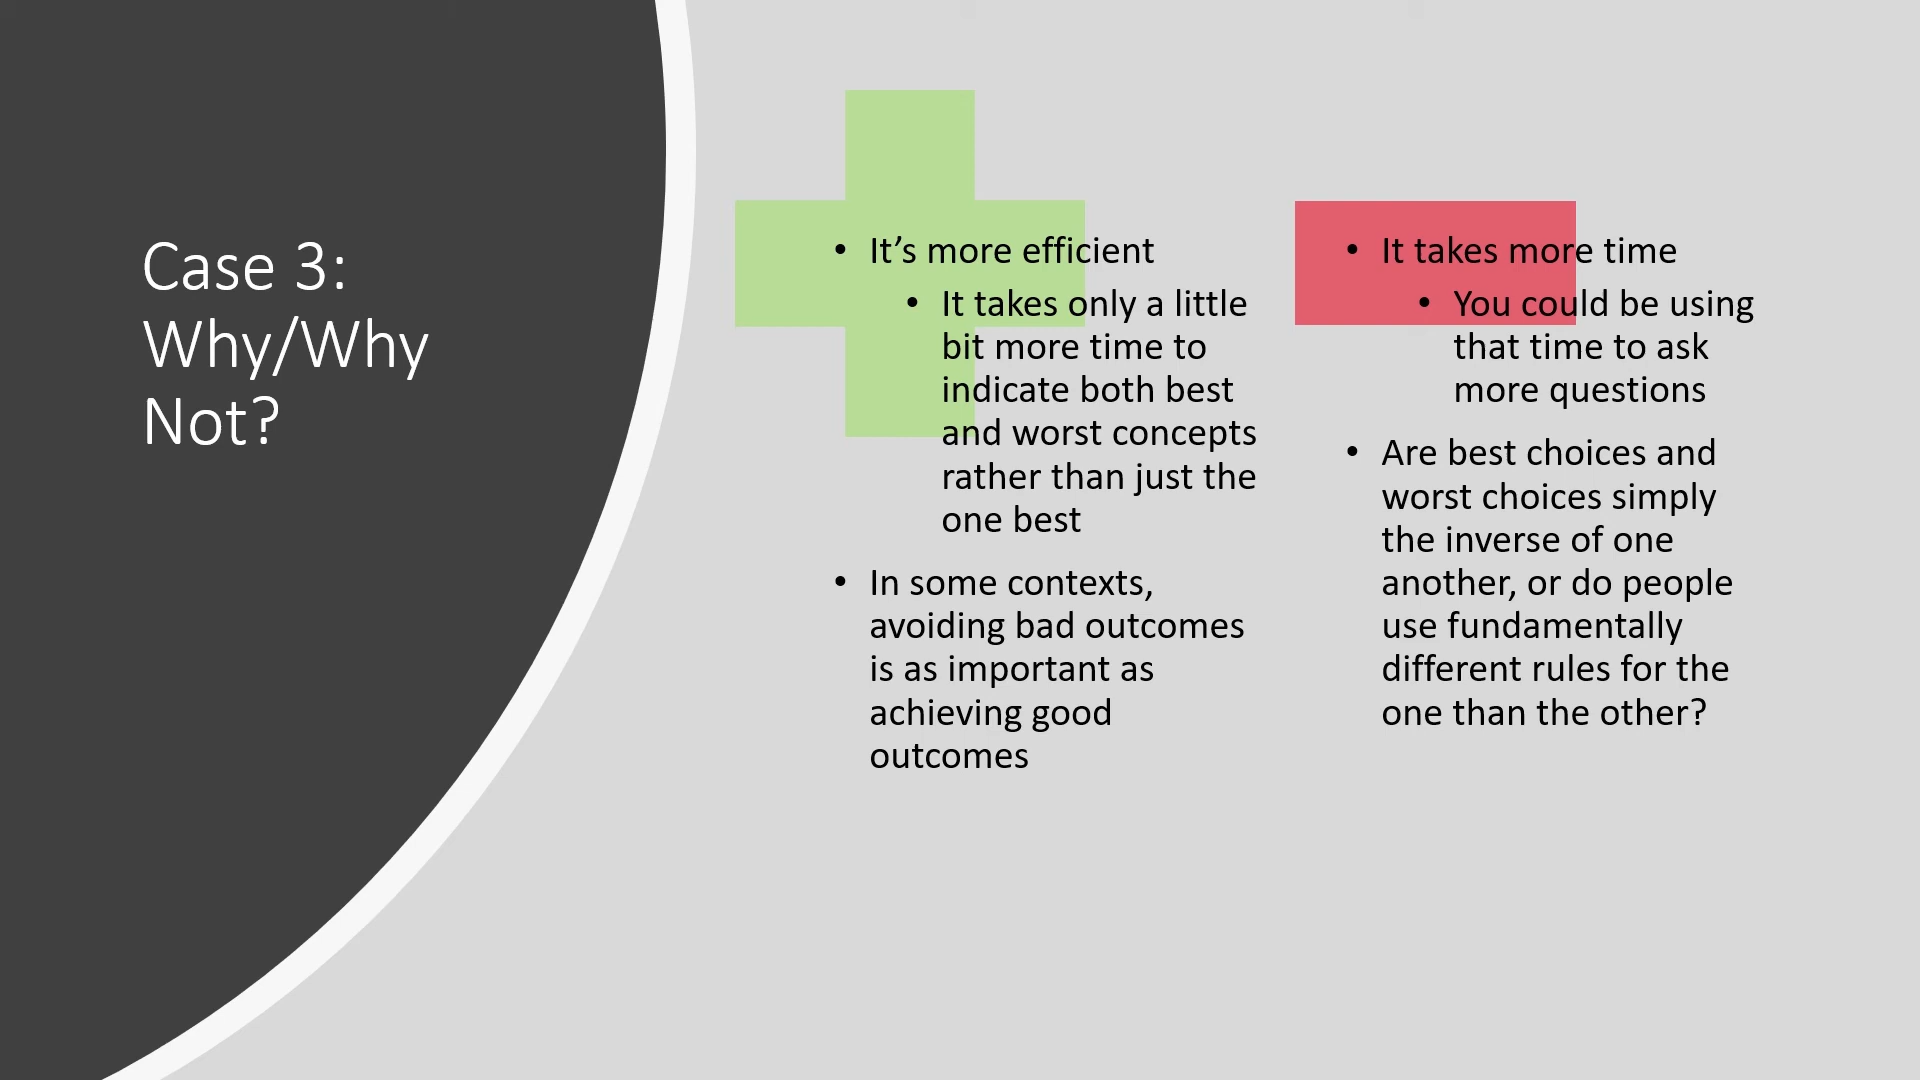 Case 3:
Why/Why
Not?
• It’s more efficient
• It takes only a little
bit more time to
indicate both best
and worst concepts
rather than just the
one best
• In some contexts,
avoiding bad outcomes
is as important as
achieving good
outcomes
• It takes more time
• You could be using
that time to ask
more questions
• Are best choices and
worst choices simply
the inverse of one
another, or do people
use fundamentally
different rules for the
one than the other?